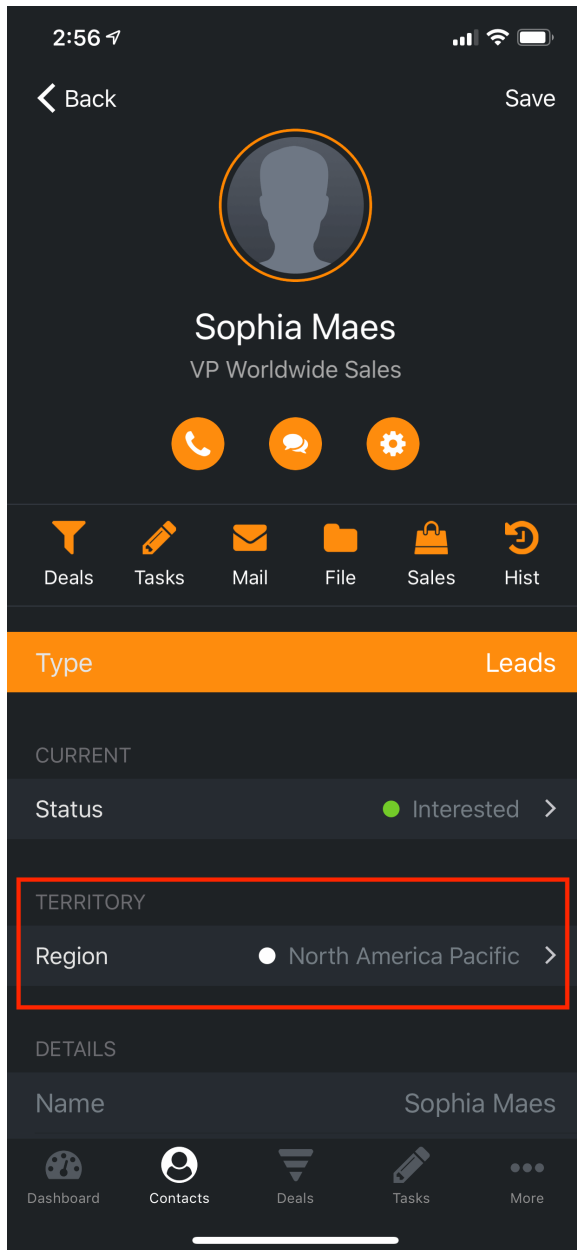 2:56
Back Save
Sophia Maes
VP Worldwide Sales
Deals Tasks Mail File Sales Hist
Type Leads
CURRENT
Status Interested
TERRITORY
Region North America Pacific
DETAILS
Name Sophia Maes
Dashboard Contacts Deals Tasks More